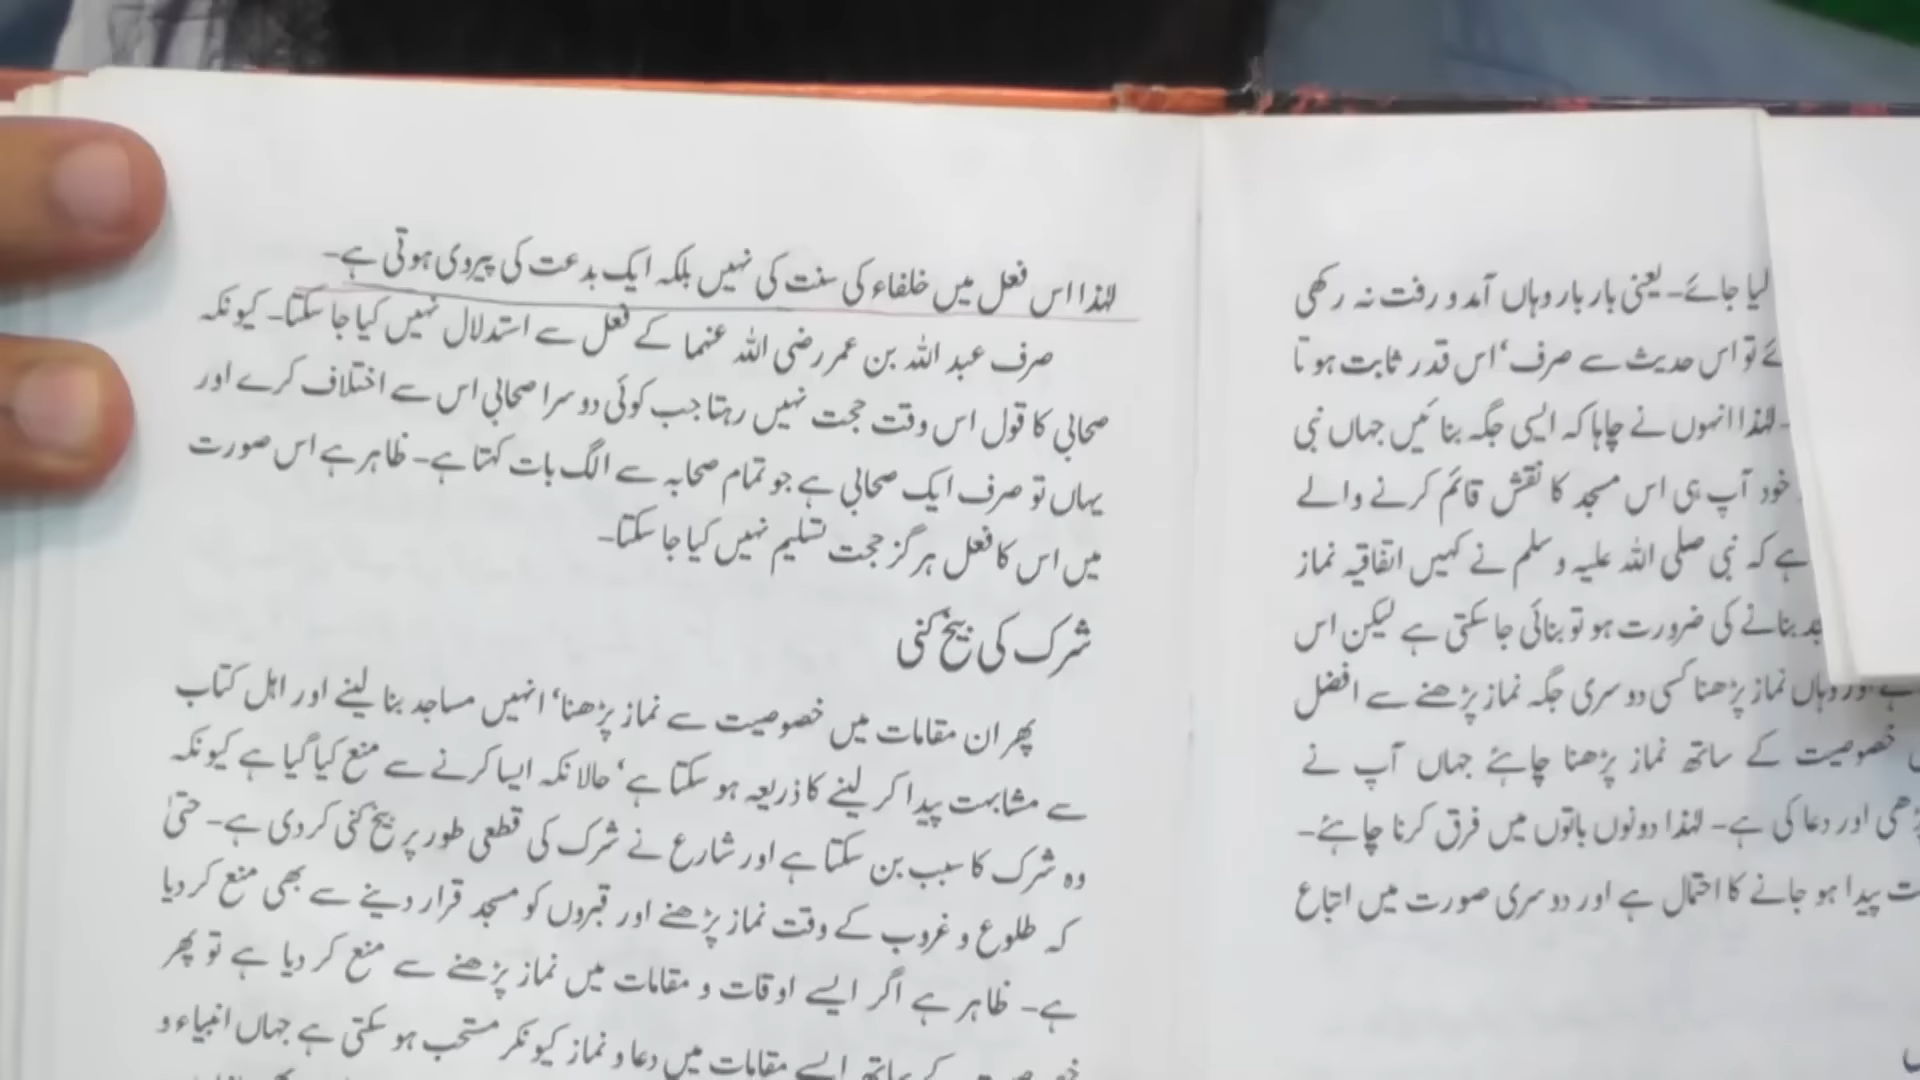 لیا جائے۔ یعنی بار بار وہاں آمد و رفت نہ رکھی
تو اس حدیث سے صرف، اس قدر ثابت ہوتا
۔ لہٰذا انہوں نے چاہا کہ ایسی جگہ بنائیں جہاں نبی
خود آپ ہی اس مسجد کا نقش قائم کرنے والے
ہے کہ نبی صلی اللہ علیہ وسلم نے کہیں اتفاقیہ نماز
بنانے کی ضرورت ہو تو بنائی جا سکتی ہے لیکن اس
وہاں نماز پڑھنا کسی دوسری جگہ نماز پڑھنے سے افضل
خصوصیت کے ساتھ نماز پڑھنا چاہئے جہاں آپ نے
اور دعا کی ہے۔ لہٰذا دونوں باتوں میں فرق کرنا چاہئے۔
پیدا ہو جانے کا احتمال ہے اور دوسری صورت میں اتباع
لہٰذا اس فعل میں خلفاء کی سنت کی نہیں بلکہ ایک بدعت کی پیروی ہوتی ہے۔
صرف عبد اللہ بن عمر رضی اللہ عنہما کے فعل سے استدلال نہیں کیا جا سکتا۔ کیونکہ
صحابی کا قول اس وقت حجت نہیں رہتا جب کوئی دوسرا صحابی اس سے اختلاف کرے اور
یہاں تو صرف ایک صحابی ہے جو تمام صحابہ سے الگ بات کہتا ہے۔ ظاہر ہے اس صورت
میں اس کا فعل ہرگز حجت تسلیم نہیں کیا جا سکتا۔
شرک کی بیخ کنی
پھر ان مقامات میں خصوصیت سے نماز پڑھنا، انہیں مساجد بنا لینے اور اہل کتاب
سے مشابہت پیدا کر لینے کا ذریعہ ہو سکتا ہے، حالانکہ ایسا کرنے سے منع کیا گیا ہے کیونکہ
وہ شرک کا سبب بن سکتا ہے اور شارع نے شرک کی قطعی طور پر بیخ کنی کر دی ہے۔ حتیٰ
کہ طلوع و غروب کے وقت نماز پڑھنے اور قبروں کو مسجد قرار دینے سے بھی منع کر دیا
ہے۔ ظاہر ہے اگر ایسے اوقات و مقامات میں نماز پڑھنے سے منع کر دیا ہے تو پھر
کے ساتھ ایسے مقامات میں دعا و نماز کیونکر مستحب ہو سکتی ہے جہاں انبیاء و